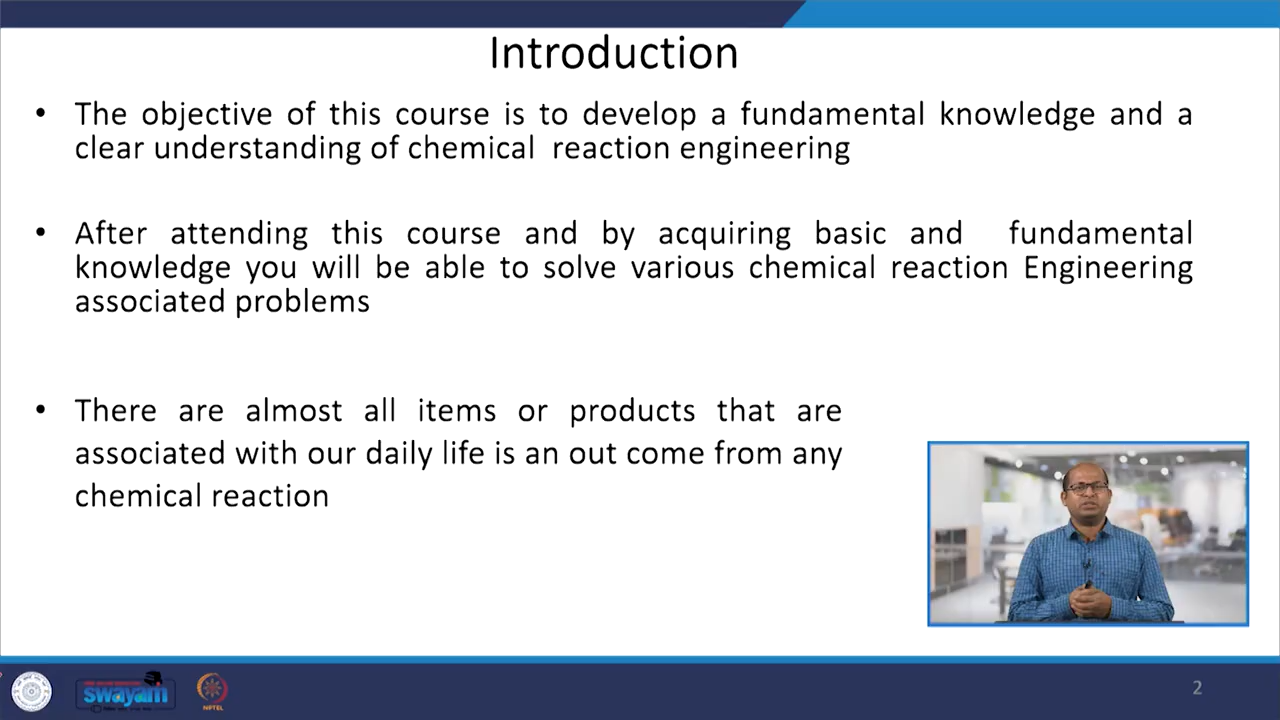 Introduction
• The objective of this course is to develop a fundamental knowledge and a
clear understanding of chemical reaction engineering
• After attending this course and by acquiring basic and fundamental
knowledge you will be able to solve various chemical reaction Engineering
associated problems
• There are almost all items or products that are
associated with our daily life is an out come from any
chemical reaction
swayam
NPTEL
2